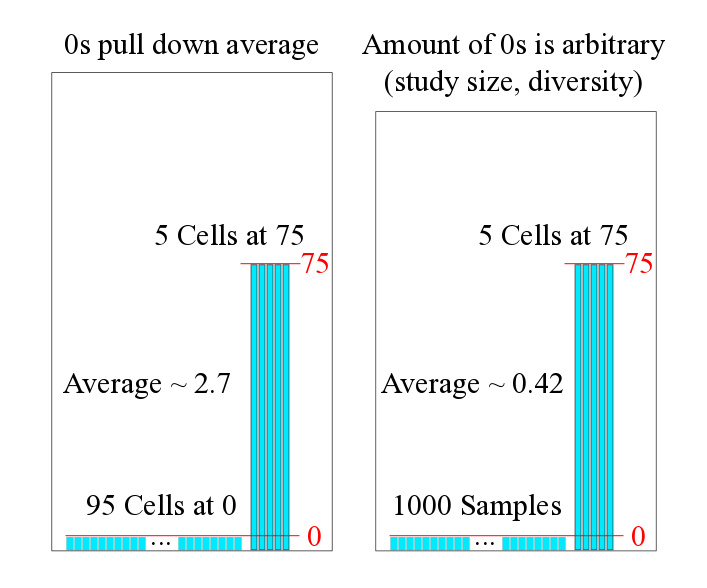 0s pull down average
5 Cells at 75
75
Average ~ 2.7
95 Cells at 0
...
0
Amount of 0s is arbitrary
(study size, diversity)
5 Cells at 75
75
Average ~ 0.42
1000 Samples
...
0